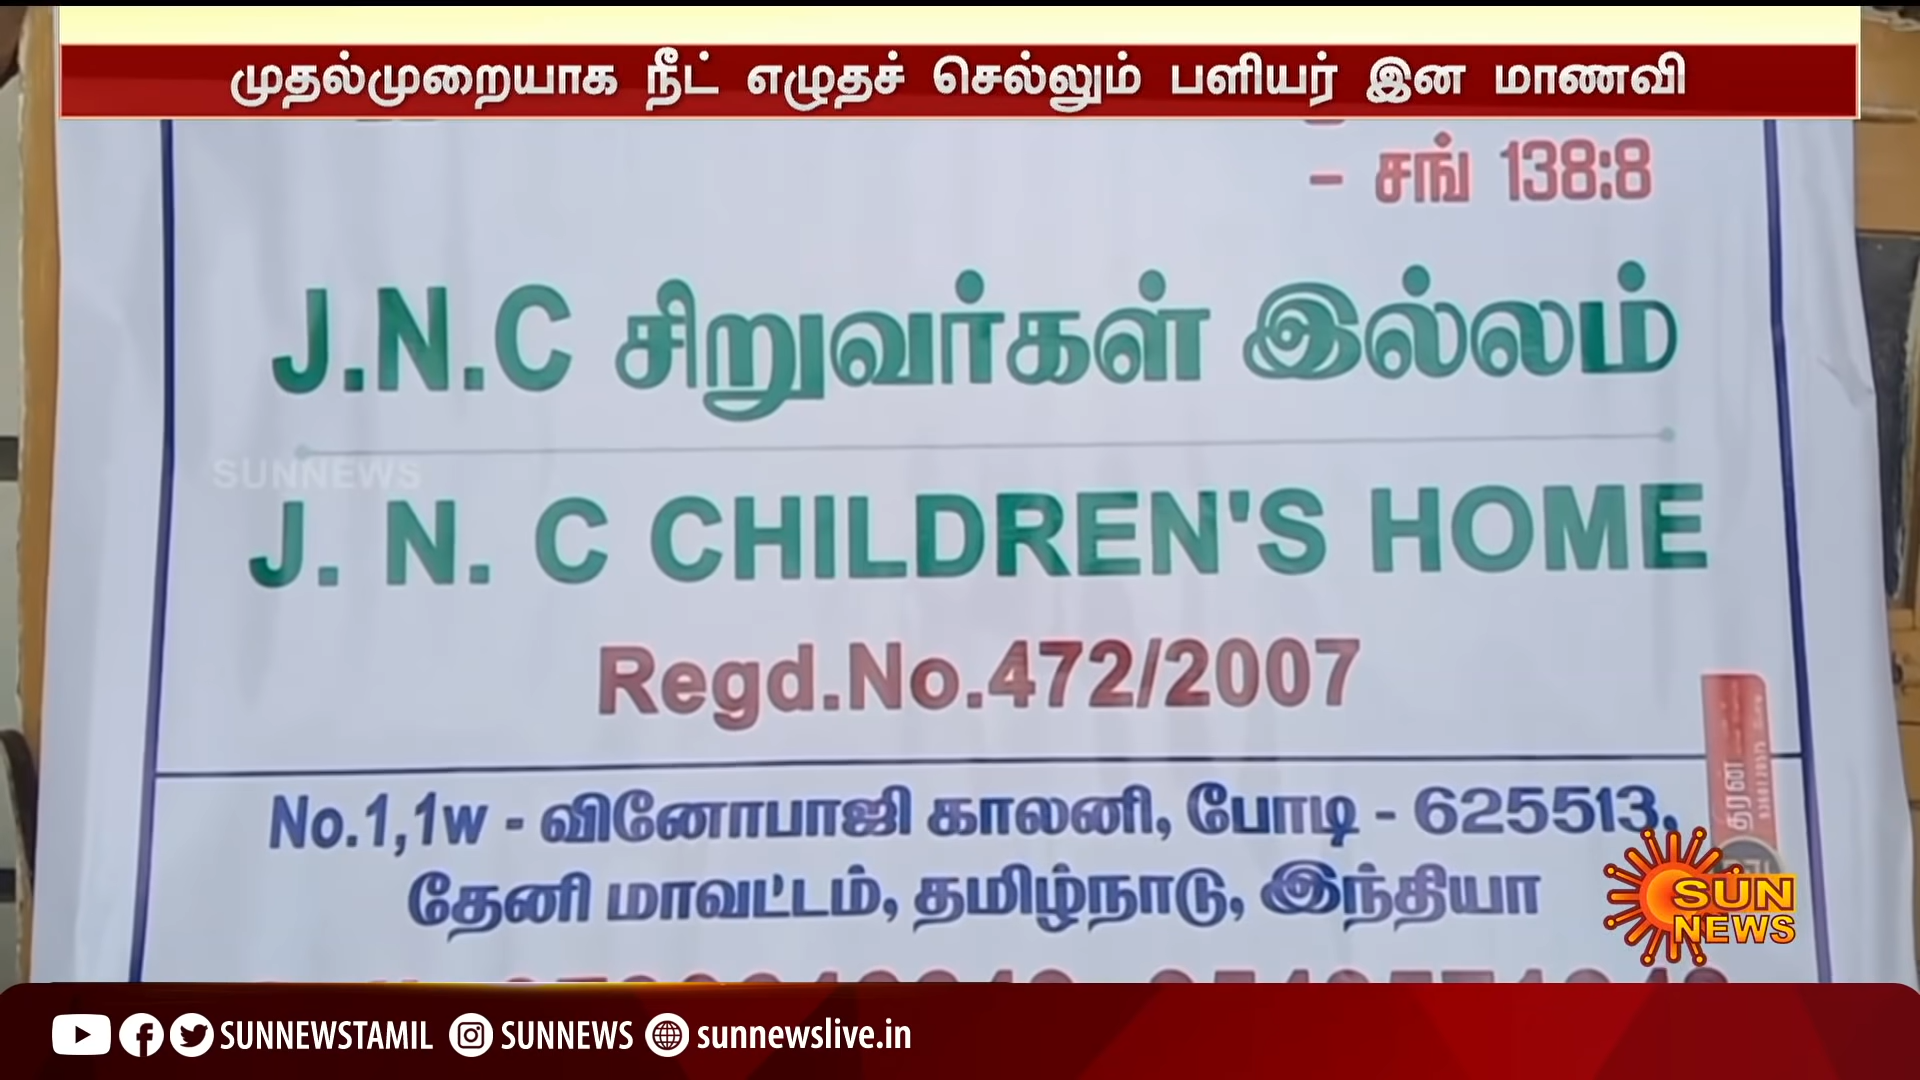 முதல்முறையாக நீட் எழுதச் செல்லும் பளியர் இன மாணவி
- சங் 138:8
J.N.C சிறுவர்கள் இல்லம்
SUNNEWS
J. N. C CHILDREN'S HOME
Regd.No.472/2007
No.1,1w - வினோபாஜி காலனி, போடி - 625513,
தேனி மாவட்டம், தமிழ்நாடு, இந்தியா
தரண்
SUN
NEWS
SUNNEWSTAMIL SUNNEWS sunnewslive.in